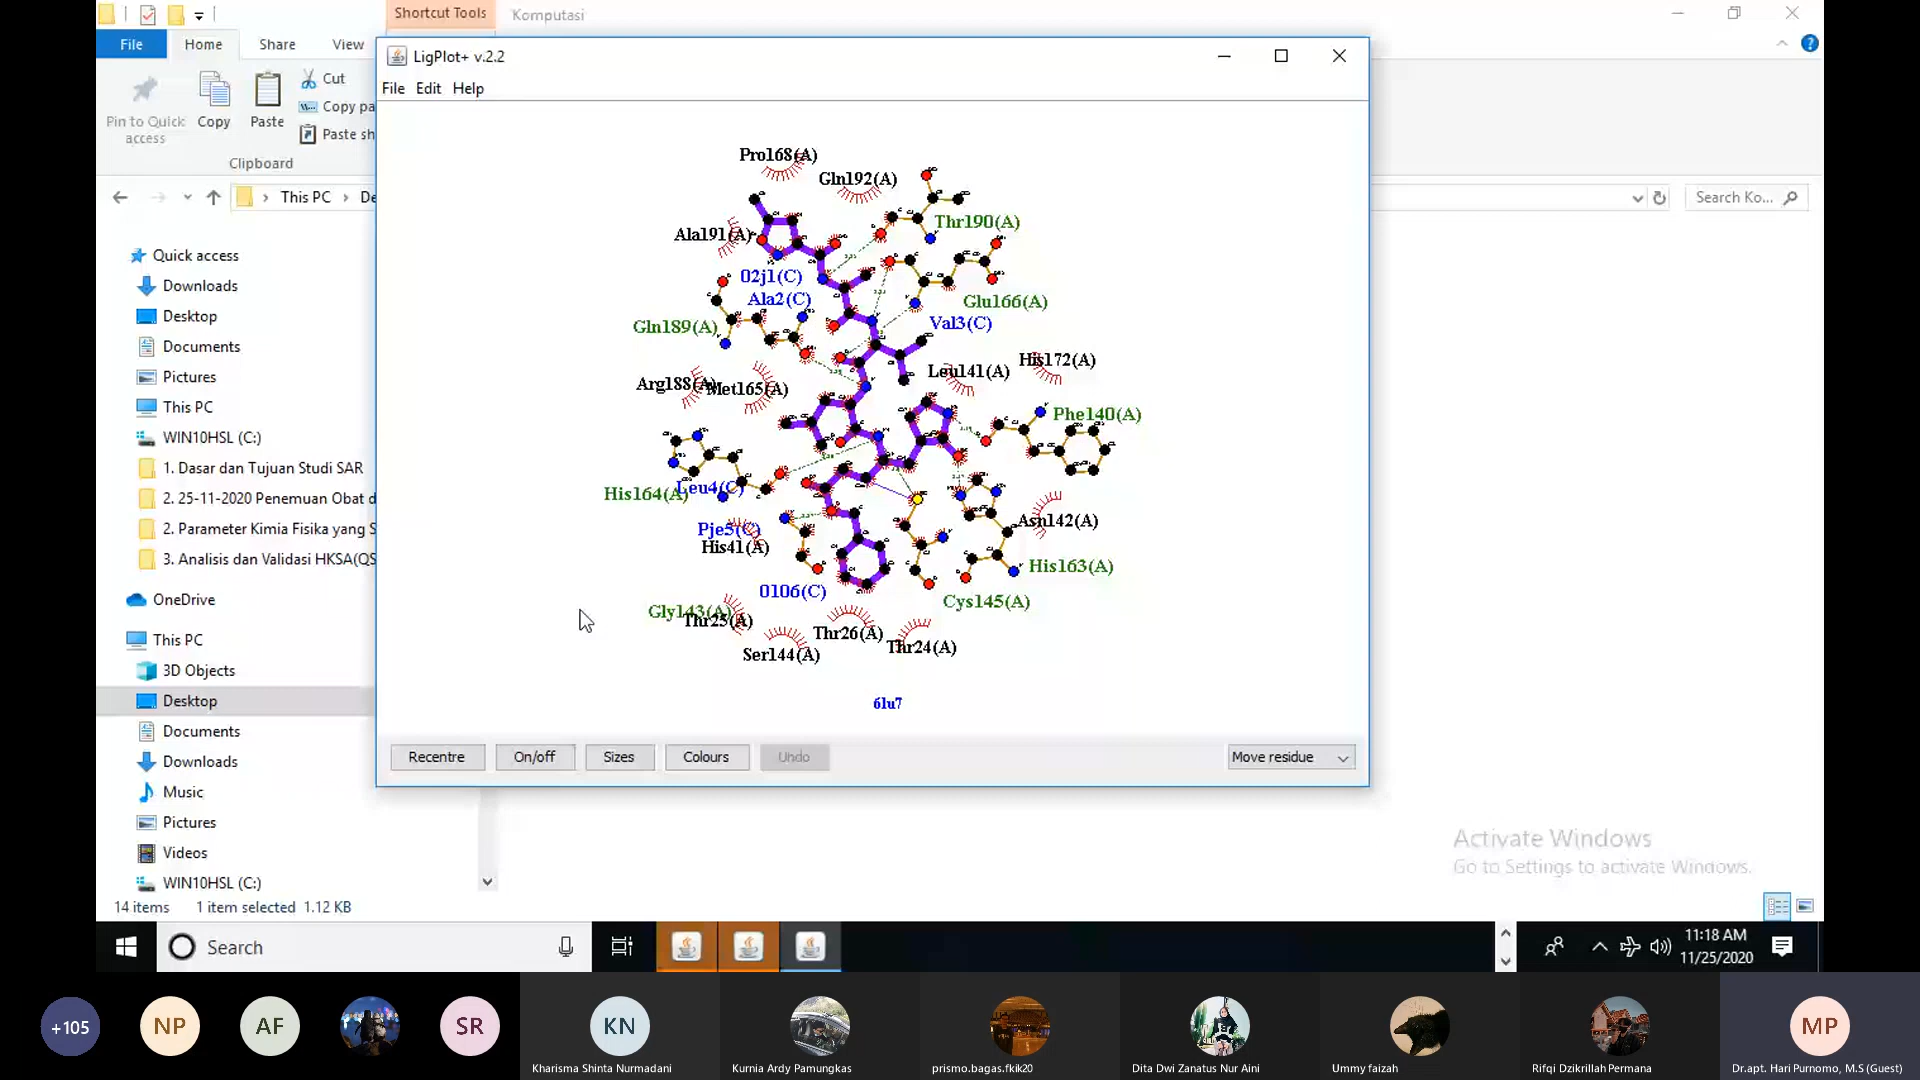 Shortcut Tools
Komputasi
File
Home
Share
View
Pin to Quick
access
Copy
Paste
Cut
Copy pa
Paste sh
Clipboard
This PC
De
Search Ko...
Quick access
Downloads
Desktop
Documents
Pictures
This PC
WIN10HSL (C:)
1. Dasar dan Tujuan Studi SAR
2. 25-11-2020 Penemuan Obat d
2. Parameter Kimia Fisika yang S
3. Analisis dan Validasi HKSA(QS
OneDrive
This PC
3D Objects
Desktop
Documents
Downloads
Music
Pictures
Videos
WIN10HSL (C:)
14 items
1 item selected 1.12 KB
LigPlot+ v.2.2
File Edit Help
Pro168(A)
Gln192(A)
Thr190(A)
Ala191(A)
02j1(C)
Ala2(C)
Glu166(A)
Val3(C)
Gln189(A)
His172(A)
Leu141(A)
Arg188(A)
Met165(A)
Phe140(A)
His164(A)
Leu4(C)
Asn142(A)
Pje5(C)
His41(A)
His163(A)
0106(C)
Cys145(A)
Gly143(A)
Thr25(A)
Thr26(A)
Thr24(A)
Ser144(A)
6lu7
Recentre
On/off
Sizes
Colours
Undo
Move residue
Activate Windows
Go to Settings to activate Windows.
Search
11:18 AM
11/25/2020
+105
NP
AF
SR
KN
Kharisma Shinta Nurmadani
Kurnia Ardy Pamungkas
prismo.bagas.fkik20
Dita Dwi Zanatus Nur Aini
Ummy faizah
Rifqi Dzikrillah Permana
MP
Dr.apt. Hari Purnomo, M.S (Guest)